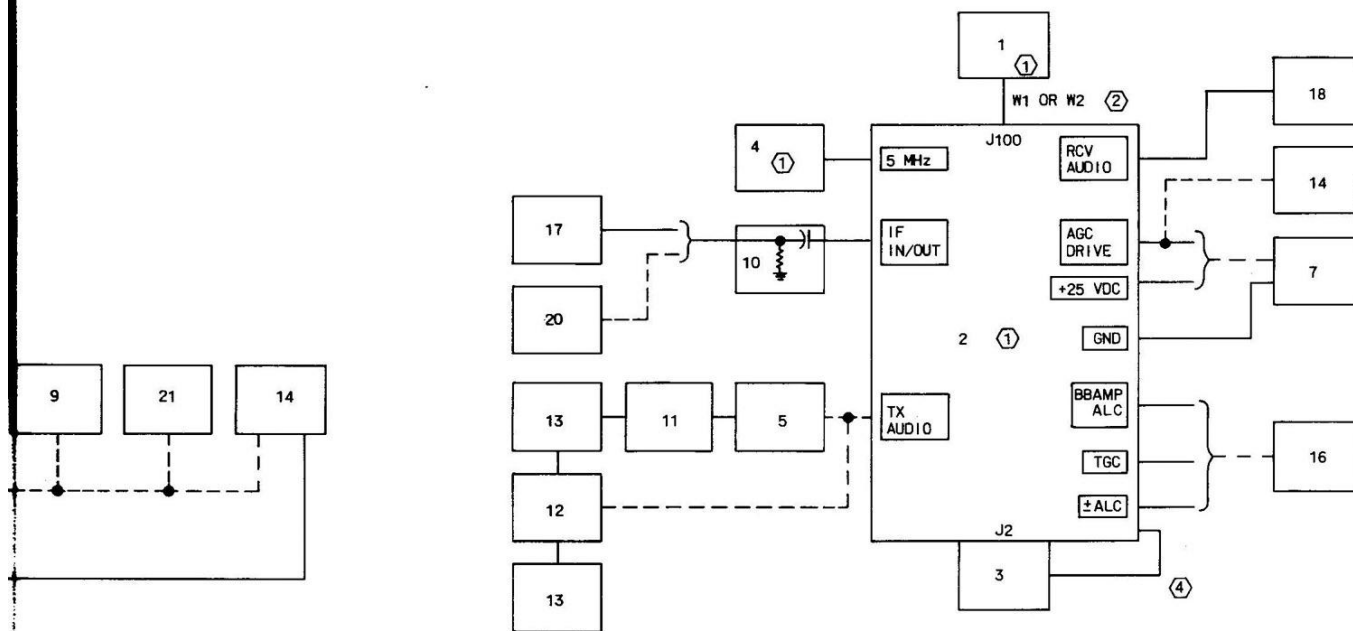 1
1
W1 OR W2 2
18
J100
4
1
5 MHz
RCV
AUDIO
14
17
IF
IN/OUT
AGC
DRIVE
10
7
+25 VDC
20
2 1
GND
9
21
14
13
11
5
TX
AUDIO
BBAMP
ALC
TGC
16
12
±ALC
J2
3
4
13